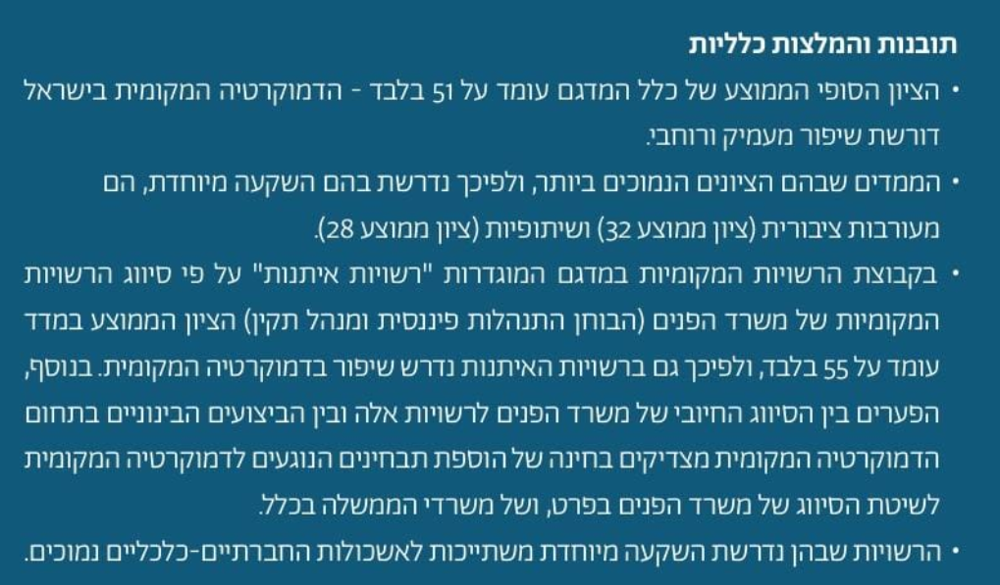 תובנות והמלצות כלליות
• הציון הסופי הממוצע של כלל המדגם עומד על 51 בלבד - הדמוקרטיה המקומית בישראל
דורשת שיפור מעמיק ורוחבי.
• הממדים שבהם הציונים הנמוכים ביותר, ולפיכך נדרשת בהם השקעה מיוחדת, הם
מעורבות ציבורית (ציון ממוצע 32) ושיתופיות (ציון ממוצע 28).
• בקבוצת הרשויות המקומיות במדגם המוגדרות "רשויות איתנות" על פי סיווג הרשויות
המקומיות של משרד הפנים (הבוחן התנהלות פיננסית ומנהל תקין) הציון הממוצע במדד
עומד על 55 בלבד, ולפיכך גם ברשויות האיתנות נדרש שיפור בדמוקרטיה המקומית. בנוסף,
הפערים בין הסיווג החיובי של משרד הפנים לרשויות אלה ובין הביצועים הבינוניים בתחום
הדמוקרטיה המקומית מצדיקים בחינה של הוספת תבחינים הנוגעים לדמוקרטיה המקומית
לשיטת הסיווג של משרד הפנים בפרט, ושל משרדי הממשלה בכלל.
• הרשויות שבהן נדרשת השקעה מיוחדת משתייכות לאשכולות החברתיים-כלכליים נמוכים.